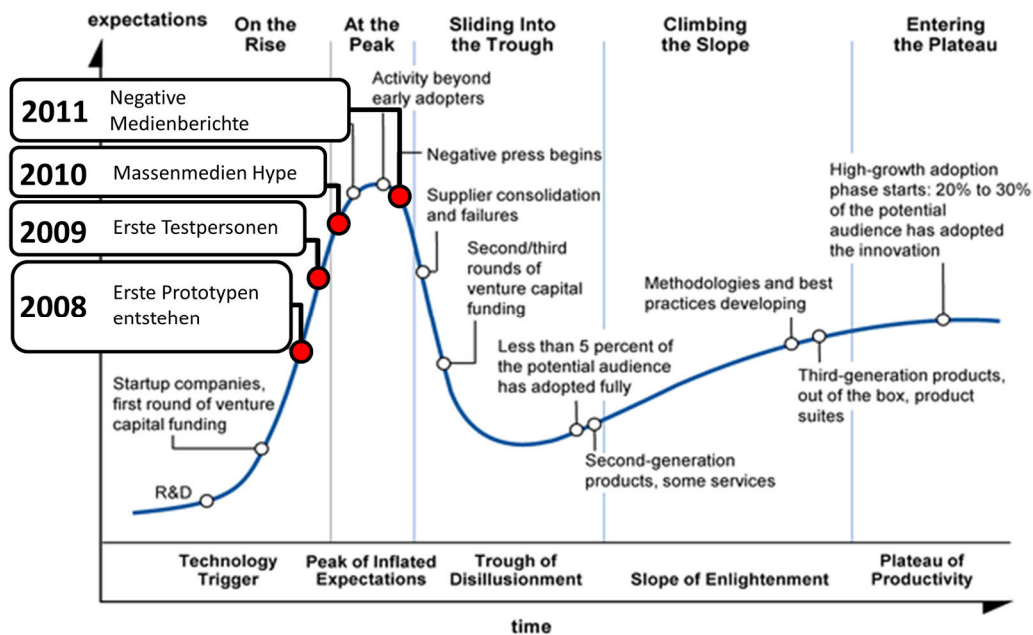 expectations
On the
Rise
At the
Peak
Sliding Into
the Trough
Climbing
the Slope
Entering
the Plateau
2011
Negative
Medienberichte
2010
Massenmedien Hype
2009
Erste Testpersonen
2008
Erste Prototypen
entstehen
Startup companies,
first round of venture
capital funding
R&D
Activity beyond
early adopters
Negative press begins
Supplier consolidation
and failures
Second/third
rounds of
venture capital
funding
Less than 5 percent of
the potential audience
has adopted fully
Second-generation
products, some services
Methodologies and best
practices developing
Third-generation products,
out of the box, product
suites
High-growth adoption
phase starts: 20% to 30%
of the potential
audience has adopted
the innovation
Technology
Trigger
Peak of Inflated
Expectations
Trough of
Disillusionment
Slope of Enlightenment
Plateau of
Productivity
time